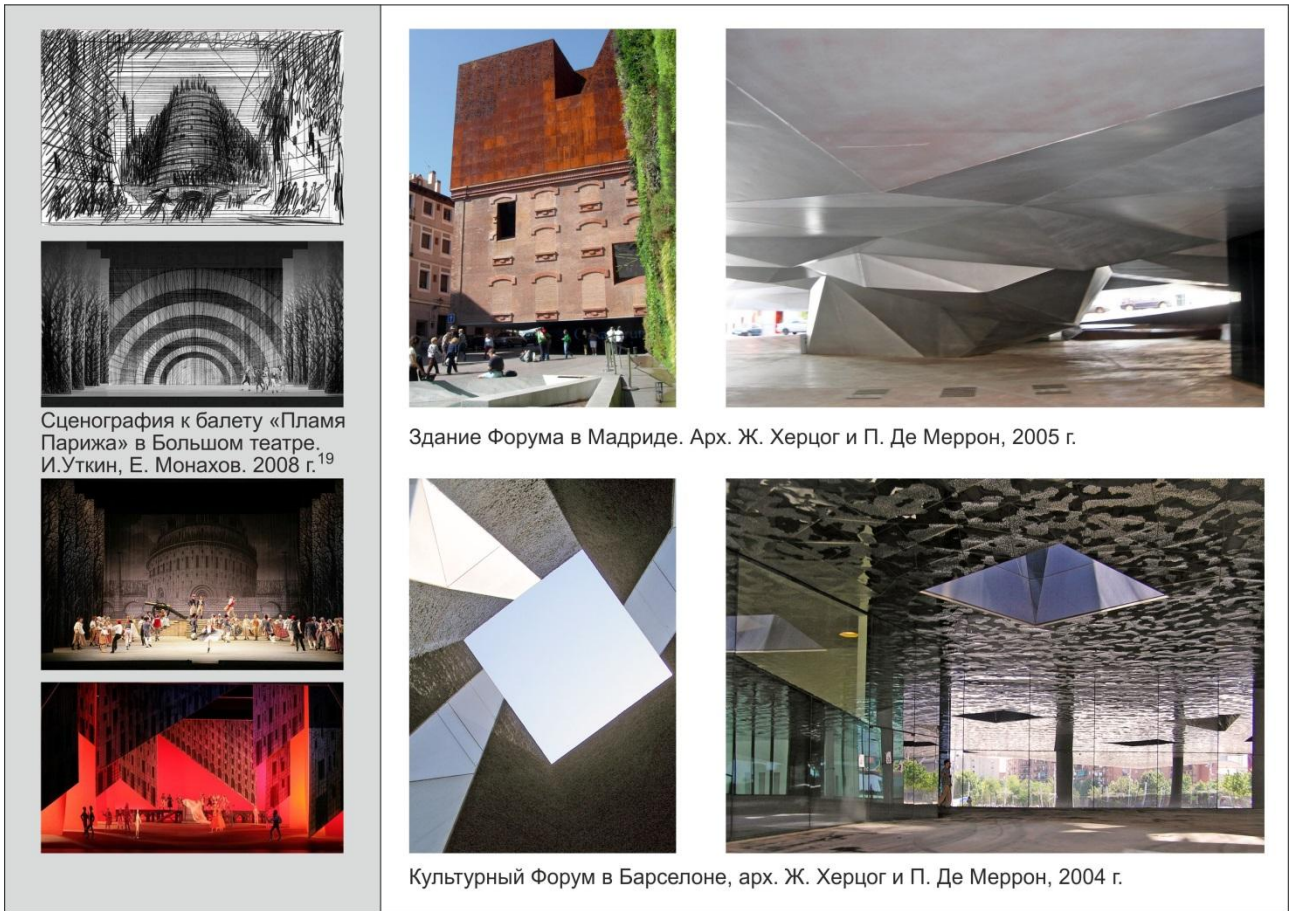 Сценография к балету «Пламя
Парижа» в Большом театре.
И.Уткин, Е. Монахов. 2008 г.19
Здание Форума в Мадриде. Арх. Ж. Херцог и П. Де Меррон, 2005 г.
Культурный Форум в Барселоне, арх. Ж. Херцог и П. Де Меррон, 2004 г.